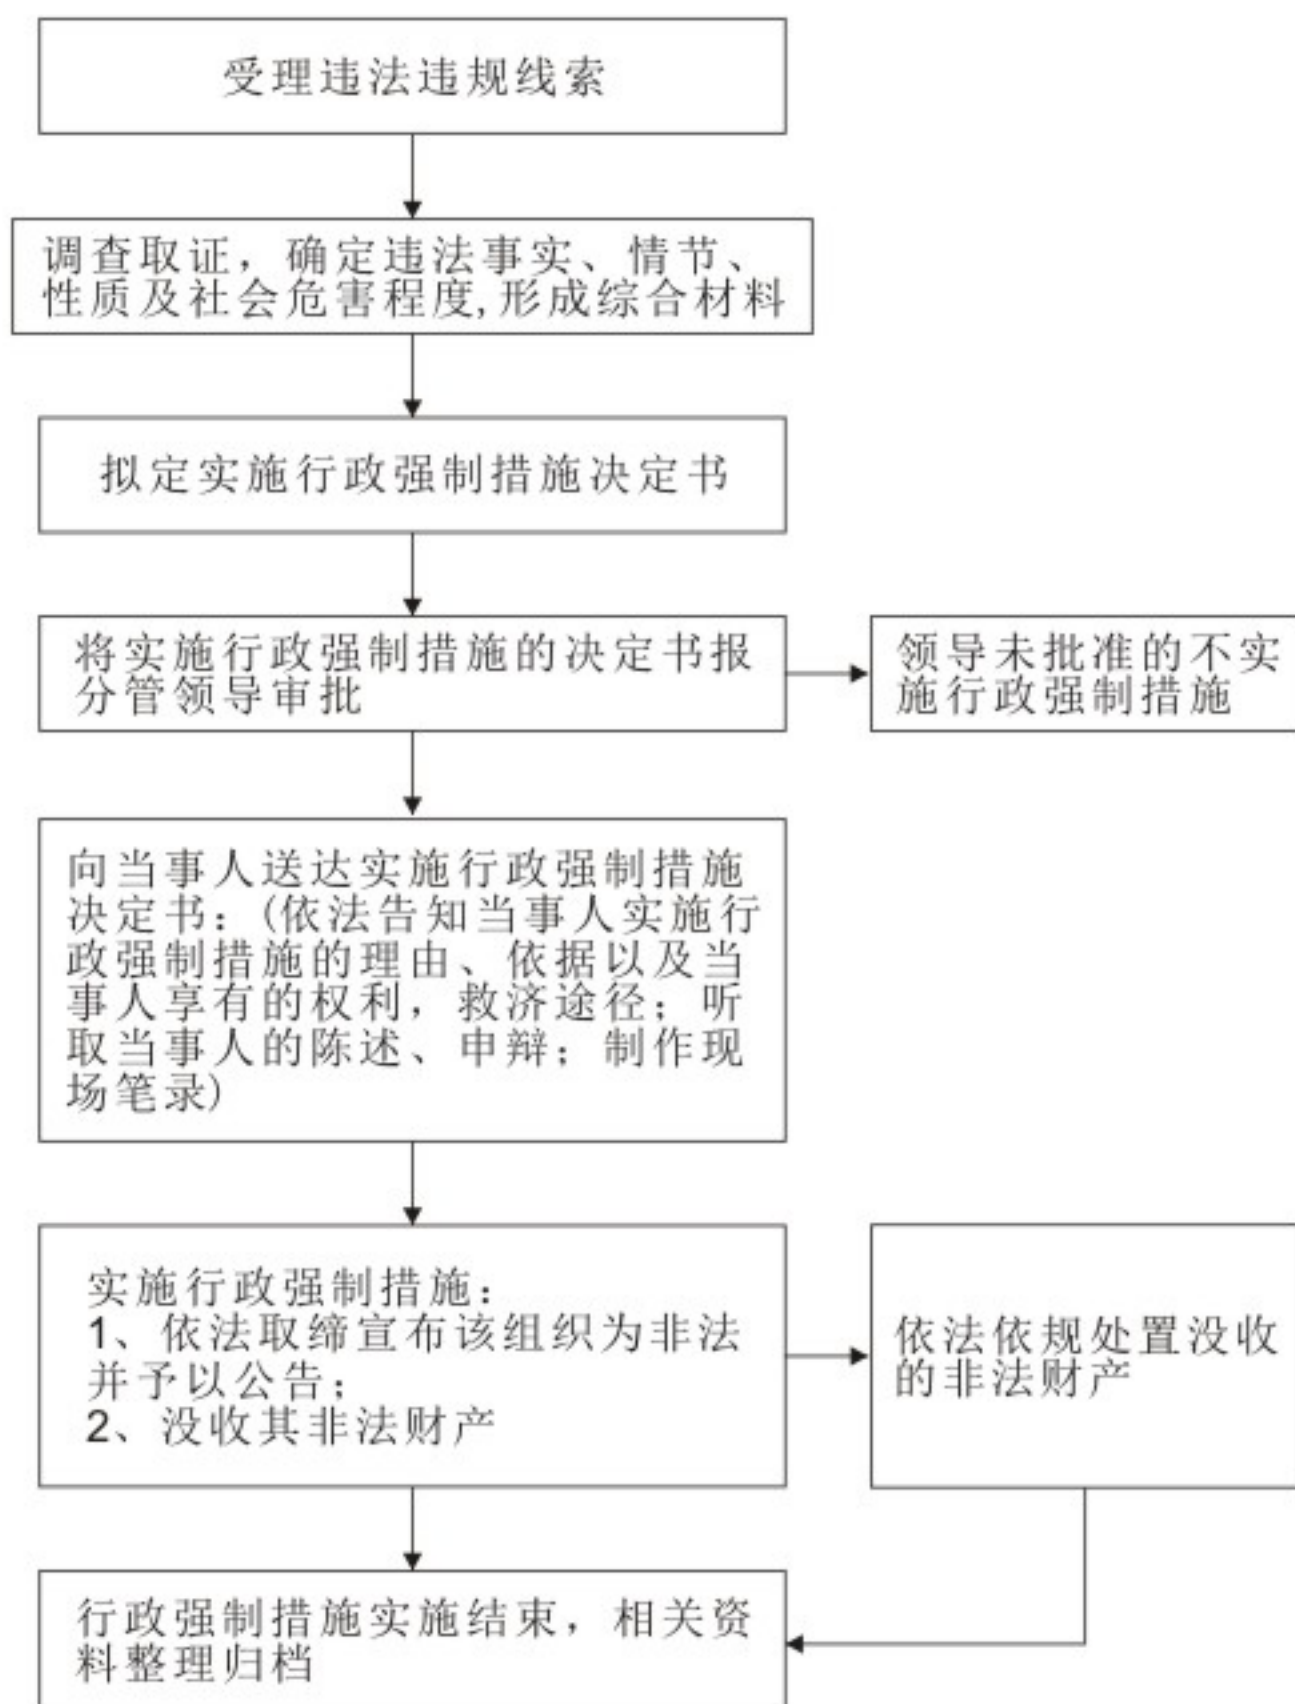 受理违法违规线索
调查取证，确定违法事实、情节、
性质及社会危害程度,形成综合材料
拟定实施行政强制措施决定书
将实施行政强制措施的决定书报
分管领导审批
领导未批准的不实
施行政强制措施
向当事人送达实施行政强制措施
决定书：(依法告知当事人实施行
政强制措施的理由、依据以及当
事人享有的权利，救济途径；听
取当事人的陈述、申辩；制作现
场笔录)
实施行政强制措施：
1、依法取缔宣布该组织为非法
并予以公告；
2、没收其非法财产
依法依规处置没收
的非法财产
行政强制措施实施结束，相关资
料整理归档